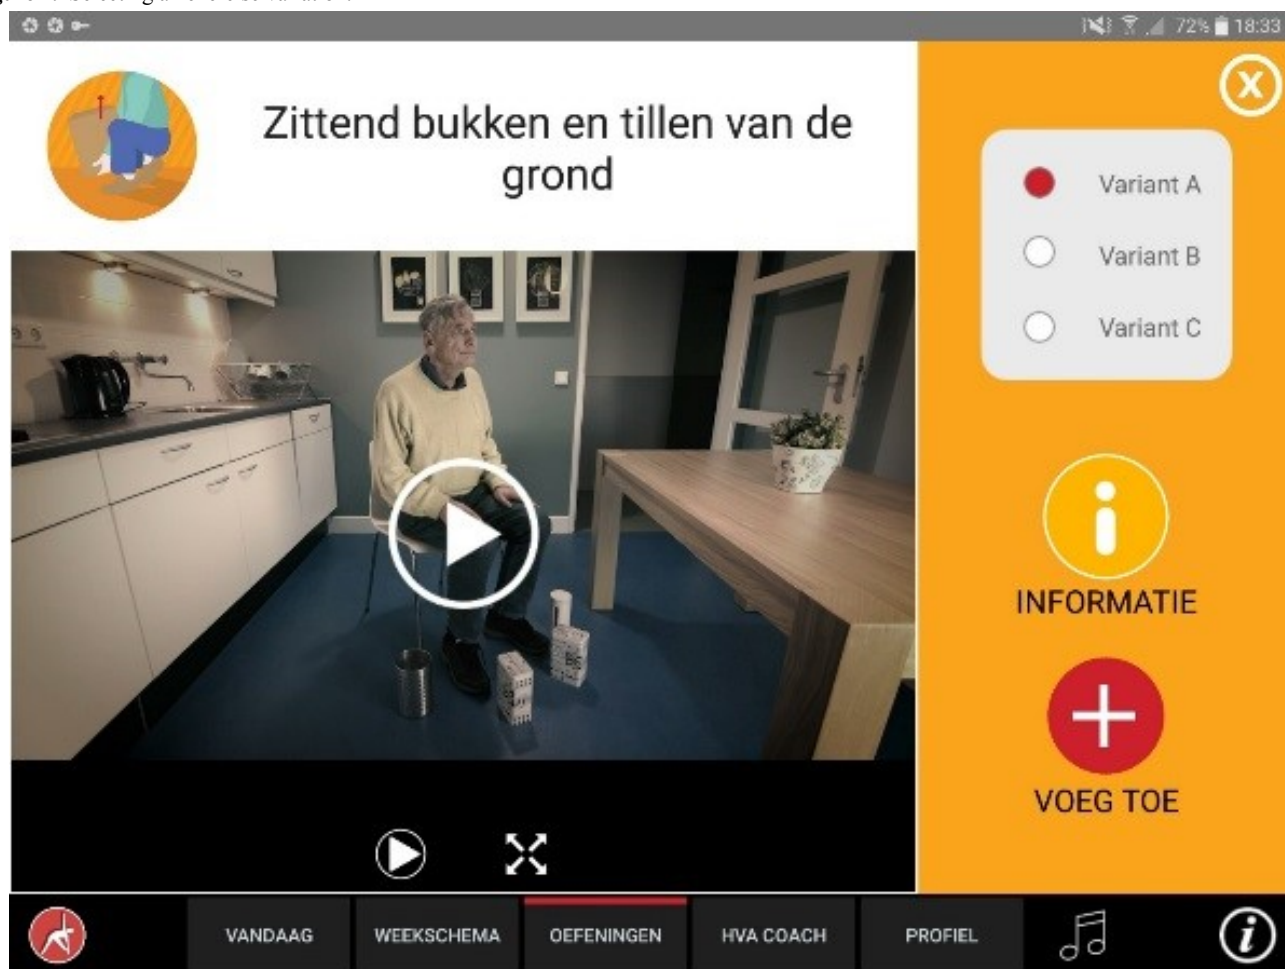 72% 18:33
Zittend bukken en tillen van de
grond
X
Variant A
Variant B
Variant C
INFORMATIE
VOEG TOE
VANDAAG WEEKSCHEMA OEFENINGEN HVA COACH PROFIEL